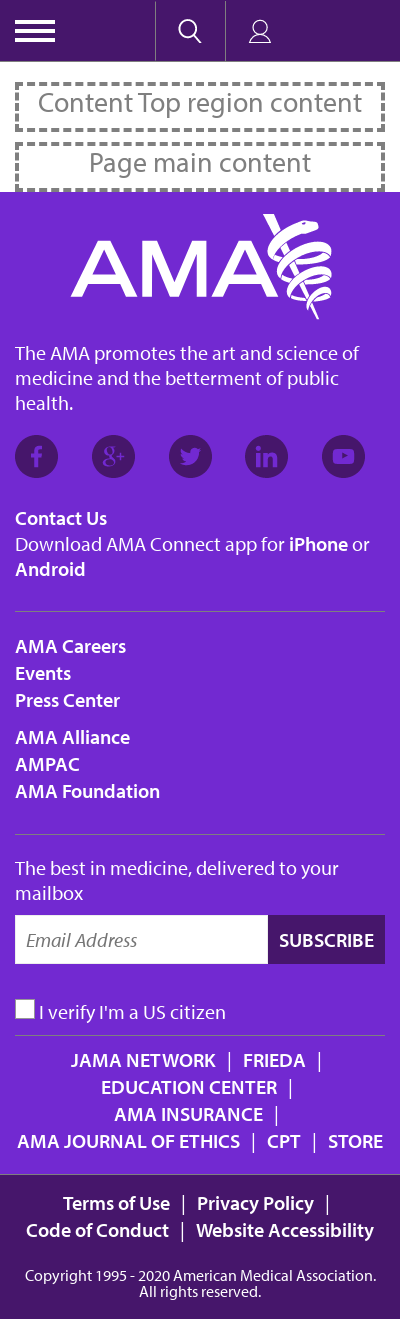 Content Top region content
Page main content
AMA
The AMA promotes the art and science of
medicine and the betterment of public
health.
Contact Us
Download AMA Connect app for iPhone or
Android
AMA Careers
Events
Press Center
AMA Alliance
AMPAC
AMA Foundation
The best in medicine, delivered to your
mailbox
Email Address SUBSCRIBE
I verify I'm a US citizen
JAMA NETWORK | FRIEDA |
EDUCATION CENTER |
AMA INSURANCE |
AMA JOURNAL OF ETHICS | CPT | STORE
Terms of Use | Privacy Policy |
Code of Conduct | Website Accessibility
Copyright 1995 - 2020 American Medical Association.
All rights reserved.